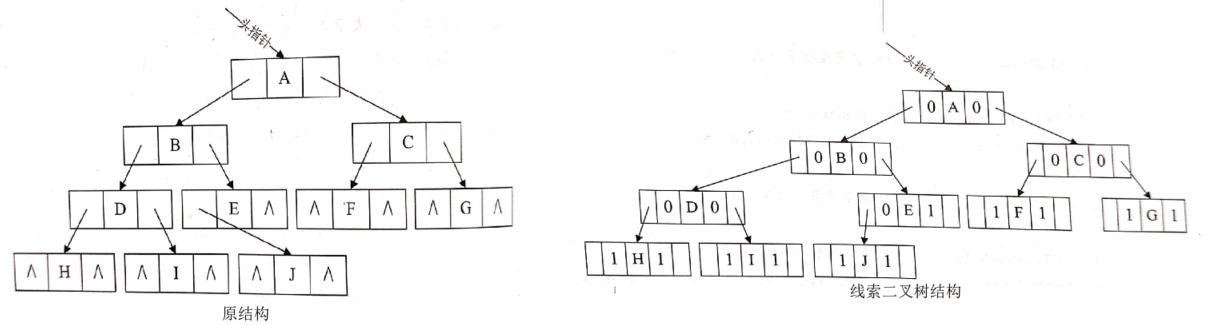 头指针
A
B
C
D
E Λ
Λ F Λ
Λ G Λ
Λ H Λ
Λ I Λ
Λ J Λ
原结构
头指针
0 A 0
0 B 0
0 C 0
0 D 0
0 E 1
1 F 1
1 G 1
1 H 1
1 I 1
1 J 1
线索二叉树结构